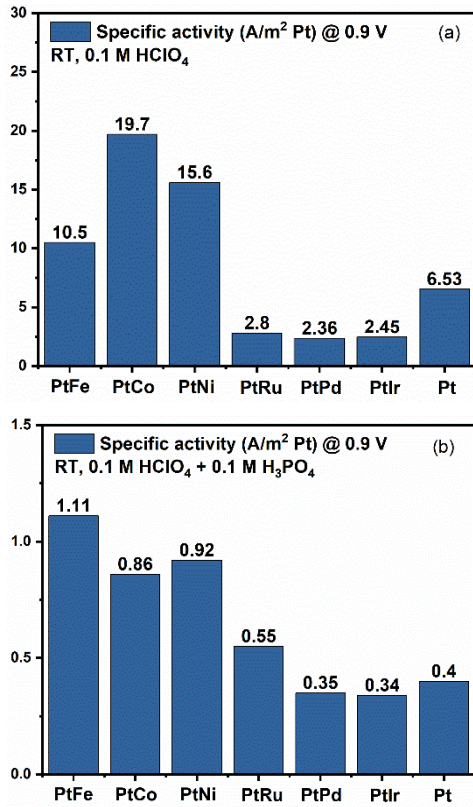 30
Specific activity (A/m² Pt) @ 0.9 V
(a)
RT, 0.1 M HClO₄
25
20
19.7
15.6
15
10.5
10
6.53
5
2.8
2.36
2.45
0
PtFe
PtCo
PtNi
PtRu
PtPd
PtIr
Pt
1.5
Specific activity (A/m² Pt) @ 0.9 V
(b)
RT, 0.1 M HClO₄ + 0.1 M H₃PO₄
1.11
1.0
0.86
0.92
0.55
0.5
0.35
0.34
0.4
0.0
PtFe
PtCo
PtNi
PtRu
PtPd
PtIr
Pt